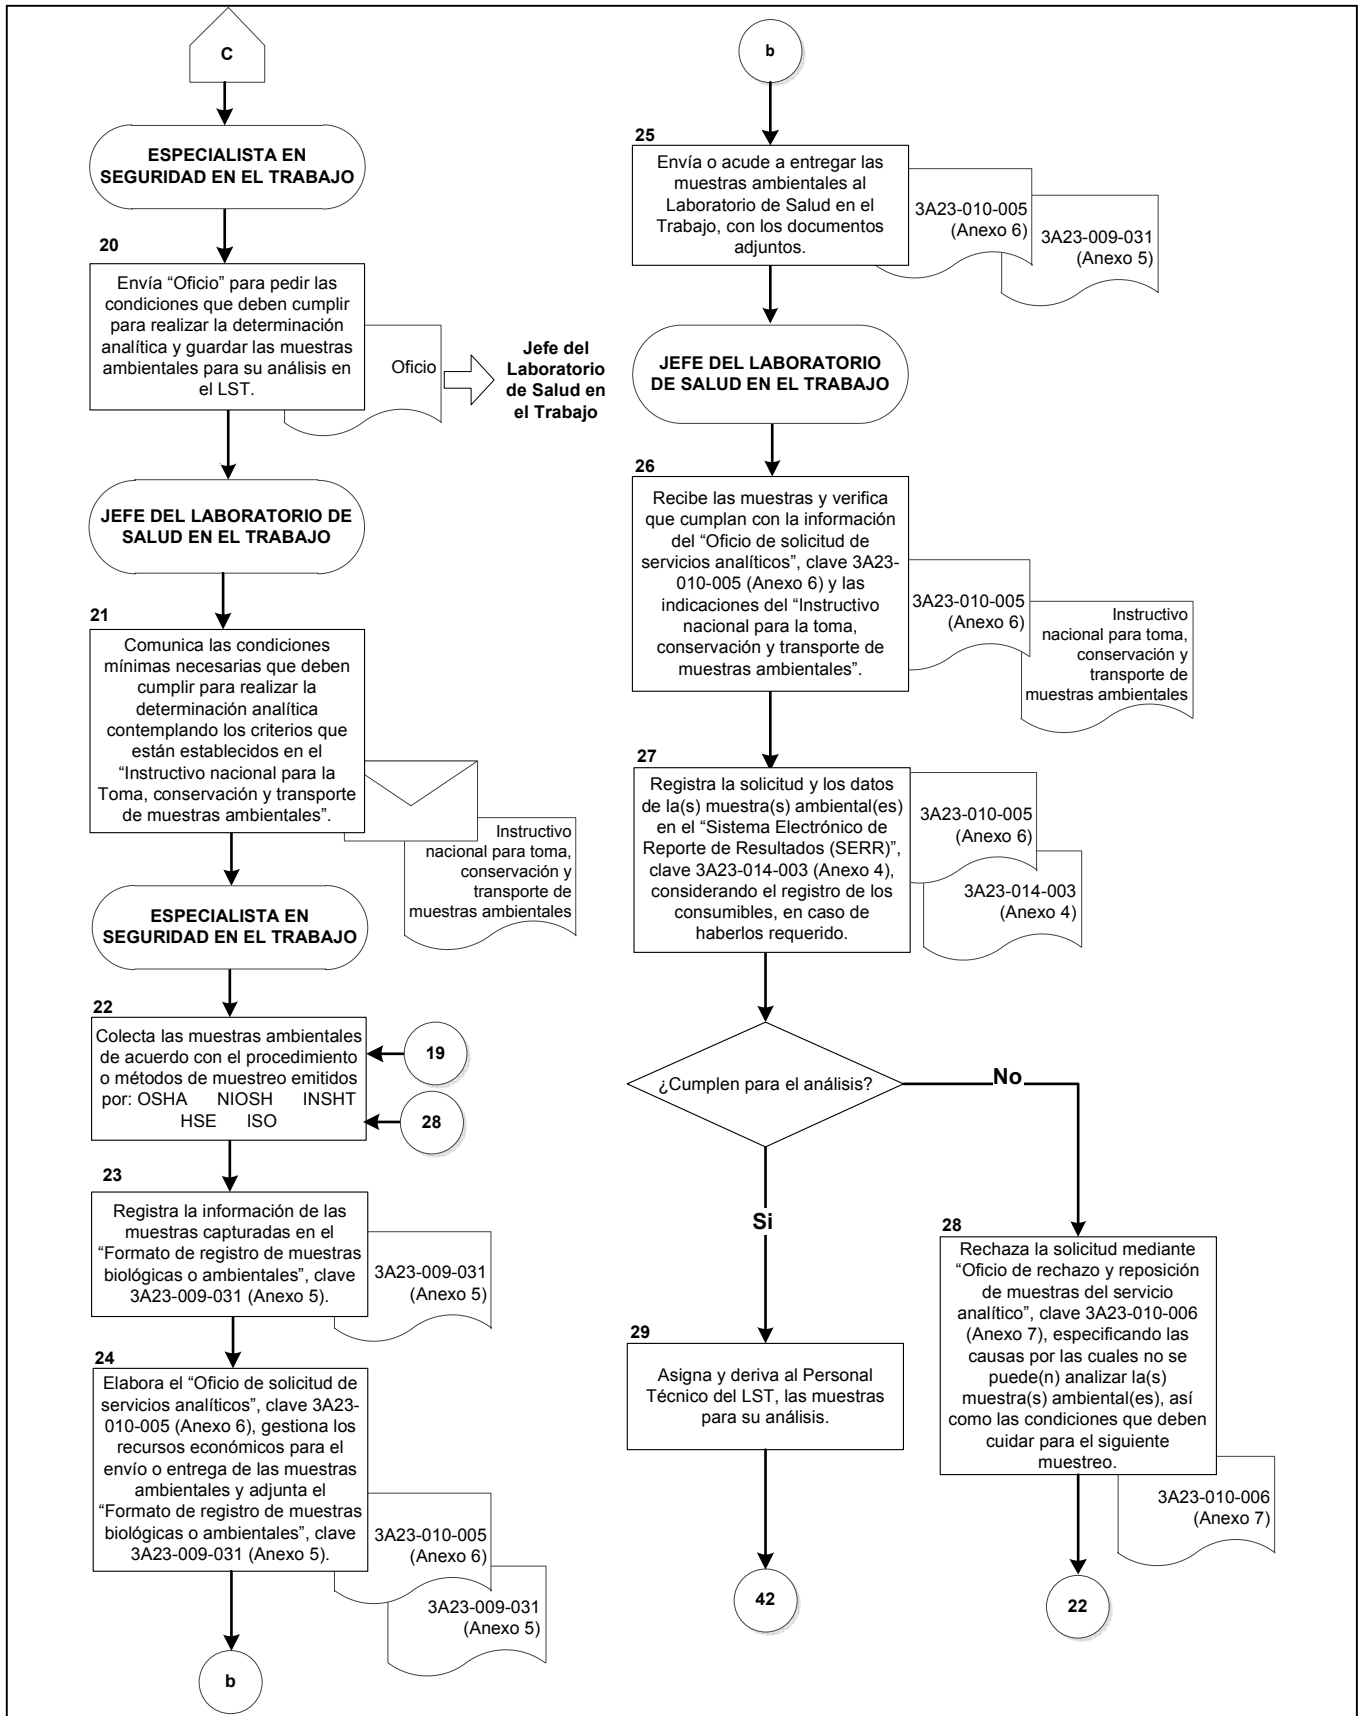 C
ESPECIALISTA EN
SEGURIDAD EN EL TRABAJO
20
Envía “Oficio” para pedir las
condiciones que deben cumplir
para realizar la determinación
analítica y guardar las muestras
ambientales para su análisis en
el LST.
Oficio
Jefe del
Laboratorio
de Salud en
el Trabajo
JEFE DEL LABORATORIO DE
SALUD EN EL TRABAJO
21
Comunica las condiciones
mínimas necesarias que deben
cumplir para realizar la
determinación analítica
contemplando los criterios que
están establecidos en el
“Instructivo nacional para la
Toma, conservación y transporte
de muestras ambientales”.
Instructivo
nacional para toma,
conservación y
transporte de
muestras ambientales
ESPECIALISTA EN
SEGURIDAD EN EL TRABAJO
22
Colecta las muestras ambientales
de acuerdo con el procedimiento
o métodos de muestreo emitidos
por: OSHA NIOSH INSHT
HSE ISO
19
28
23
Registra la información de las
muestras capturadas en el
“Formato de registro de muestras
biológicas o ambientales”, clave
3A23-009-031 (Anexo 5).
3A23-009-031
(Anexo 5)
24
Elabora el “Oficio de solicitud de
servicios analíticos”, clave 3A23-
010-005 (Anexo 6), gestiona los
recursos económicos para el
envío o entrega de las muestras
ambientales y adjunta el
“Formato de registro de muestras
biológicas o ambientales”, clave
3A23-009-031 (Anexo 5).
3A23-010-005
(Anexo 6)
3A23-009-031
(Anexo 5)
b
b
25
Envía o acude a entregar las
muestras ambientales al
Laboratorio de Salud en el
Trabajo, con los documentos
adjuntos.
3A23-010-005
(Anexo 6)
3A23-009-031
(Anexo 5)
JEFE DEL LABORATORIO
DE SALUD EN EL TRABAJO
26
Recibe las muestras y verifica
que cumplan con la información
del “Oficio de solicitud de
servicios analíticos”, clave 3A23-
010-005 (Anexo 6) y las
indicaciones del “Instructivo
nacional para la toma,
conservación y transporte de
muestras ambientales”.
3A23-010-005
(Anexo 6)
Instructivo
nacional para toma,
conservación y
transporte de
muestras ambientales
27
Registra la solicitud y los datos
de la(s) muestra(s) ambiental(es)
en el “Sistema Electrónico de
Reporte de Resultados (SERR)”,
clave 3A23-014-003 (Anexo 4),
considerando el registro de los
consumibles, en caso de
haberlos requerido.
3A23-010-005
(Anexo 6)
3A23-014-003
(Anexo 4)
¿Cumplen para el análisis?
No
Si
28
Rechaza la solicitud mediante
“Oficio de rechazo y reposición
de muestras del servicio
analítico”, clave 3A23-010-006
(Anexo 7), especificando las
causas por las cuales no se
puede(n) analizar la(s)
muestra(s) ambiental(es), así
como las condiciones que deben
cuidar para el siguiente
muestreo.
3A23-010-006
(Anexo 7)
29
Asigna y deriva al Personal
Técnico del LST, las muestras
para su análisis.
42
22